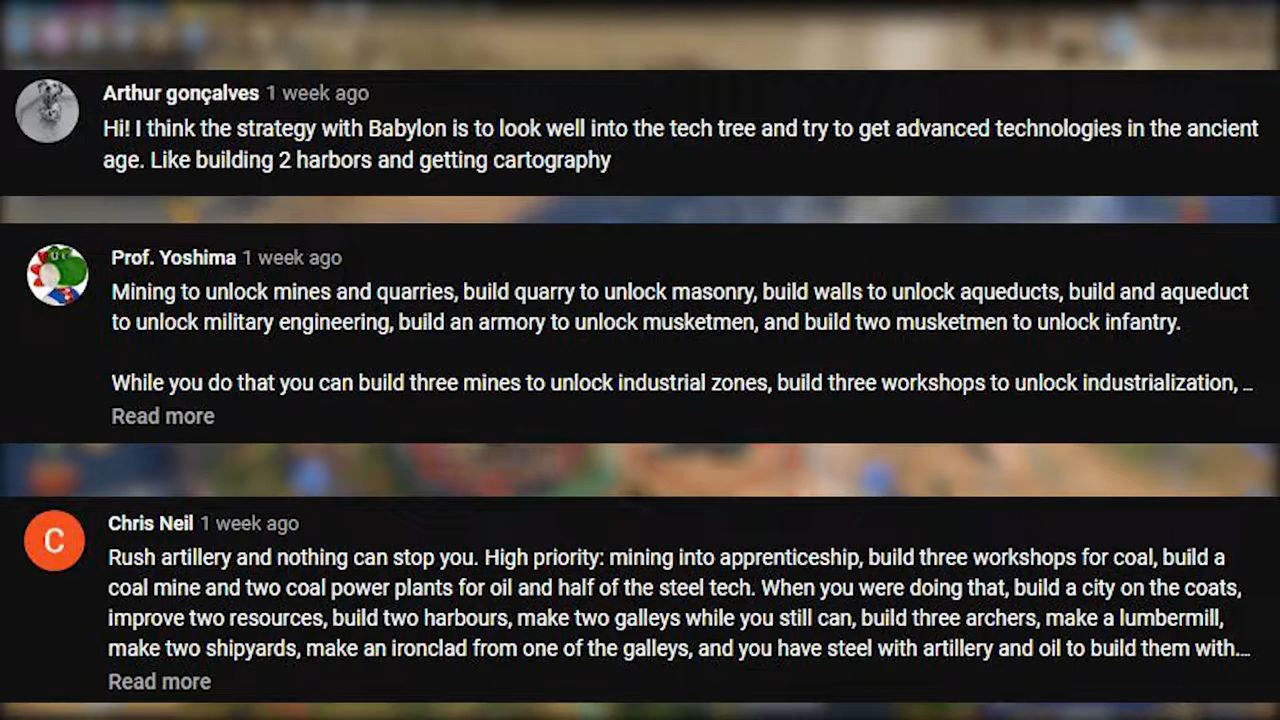 Arthur gonçalves 1 week ago
Hi! I think the strategy with Babylon is to look well into the tech tree and try to get advanced technologies in the ancient
age. Like building 2 harbors and getting cartography
Prof. Yoshima 1 week ago
Mining to unlock mines and quarries, build quarry to unlock masonry, build walls to unlock aqueducts, build and aqueduct
to unlock military engineering, build an armory to unlock musketmen, and build two musketmen to unlock infantry.
While you do that you can build three mines to unlock industrial zones, build three workshops to unlock industrialization, ...
Read more
C
Chris Neil 1 week ago
Rush artillery and nothing can stop you. High priority: mining into apprenticeship, build three workshops for coal, build a
coal mine and two coal power plants for oil and half of the steel tech. When you were doing that, build a city on the coats,
improve two resources, build two harbours, make two galleys while you still can, build three archers, make a lumbermill,
make two shipyards, make an ironclad from one of the galleys, and you have steel with artillery and oil to build them with....
Read more